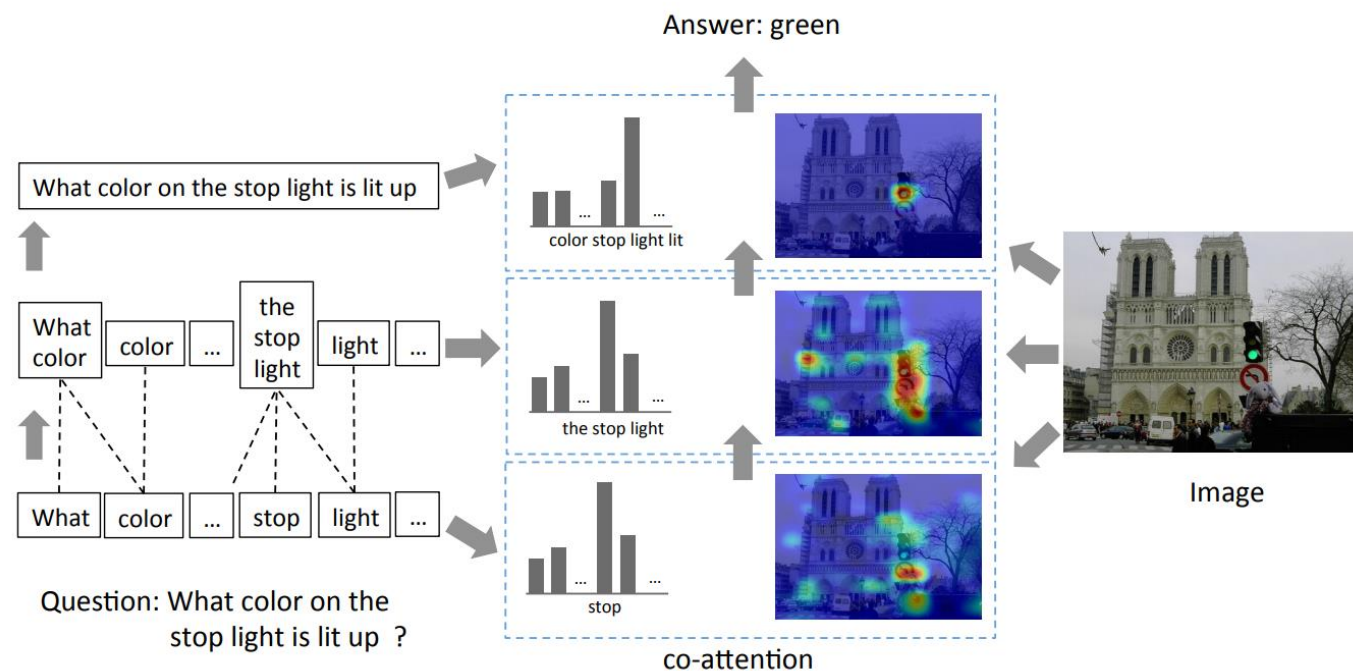 Answer: green
What color on the stop light is lit up
... ...
color stop light lit
What
color
color
...
the
stop
light
light
...
... ...
the stop light
What
color
...
stop
light
...
... ...
stop
Image
Question: What color on the
stop light is lit up ?
co-attention